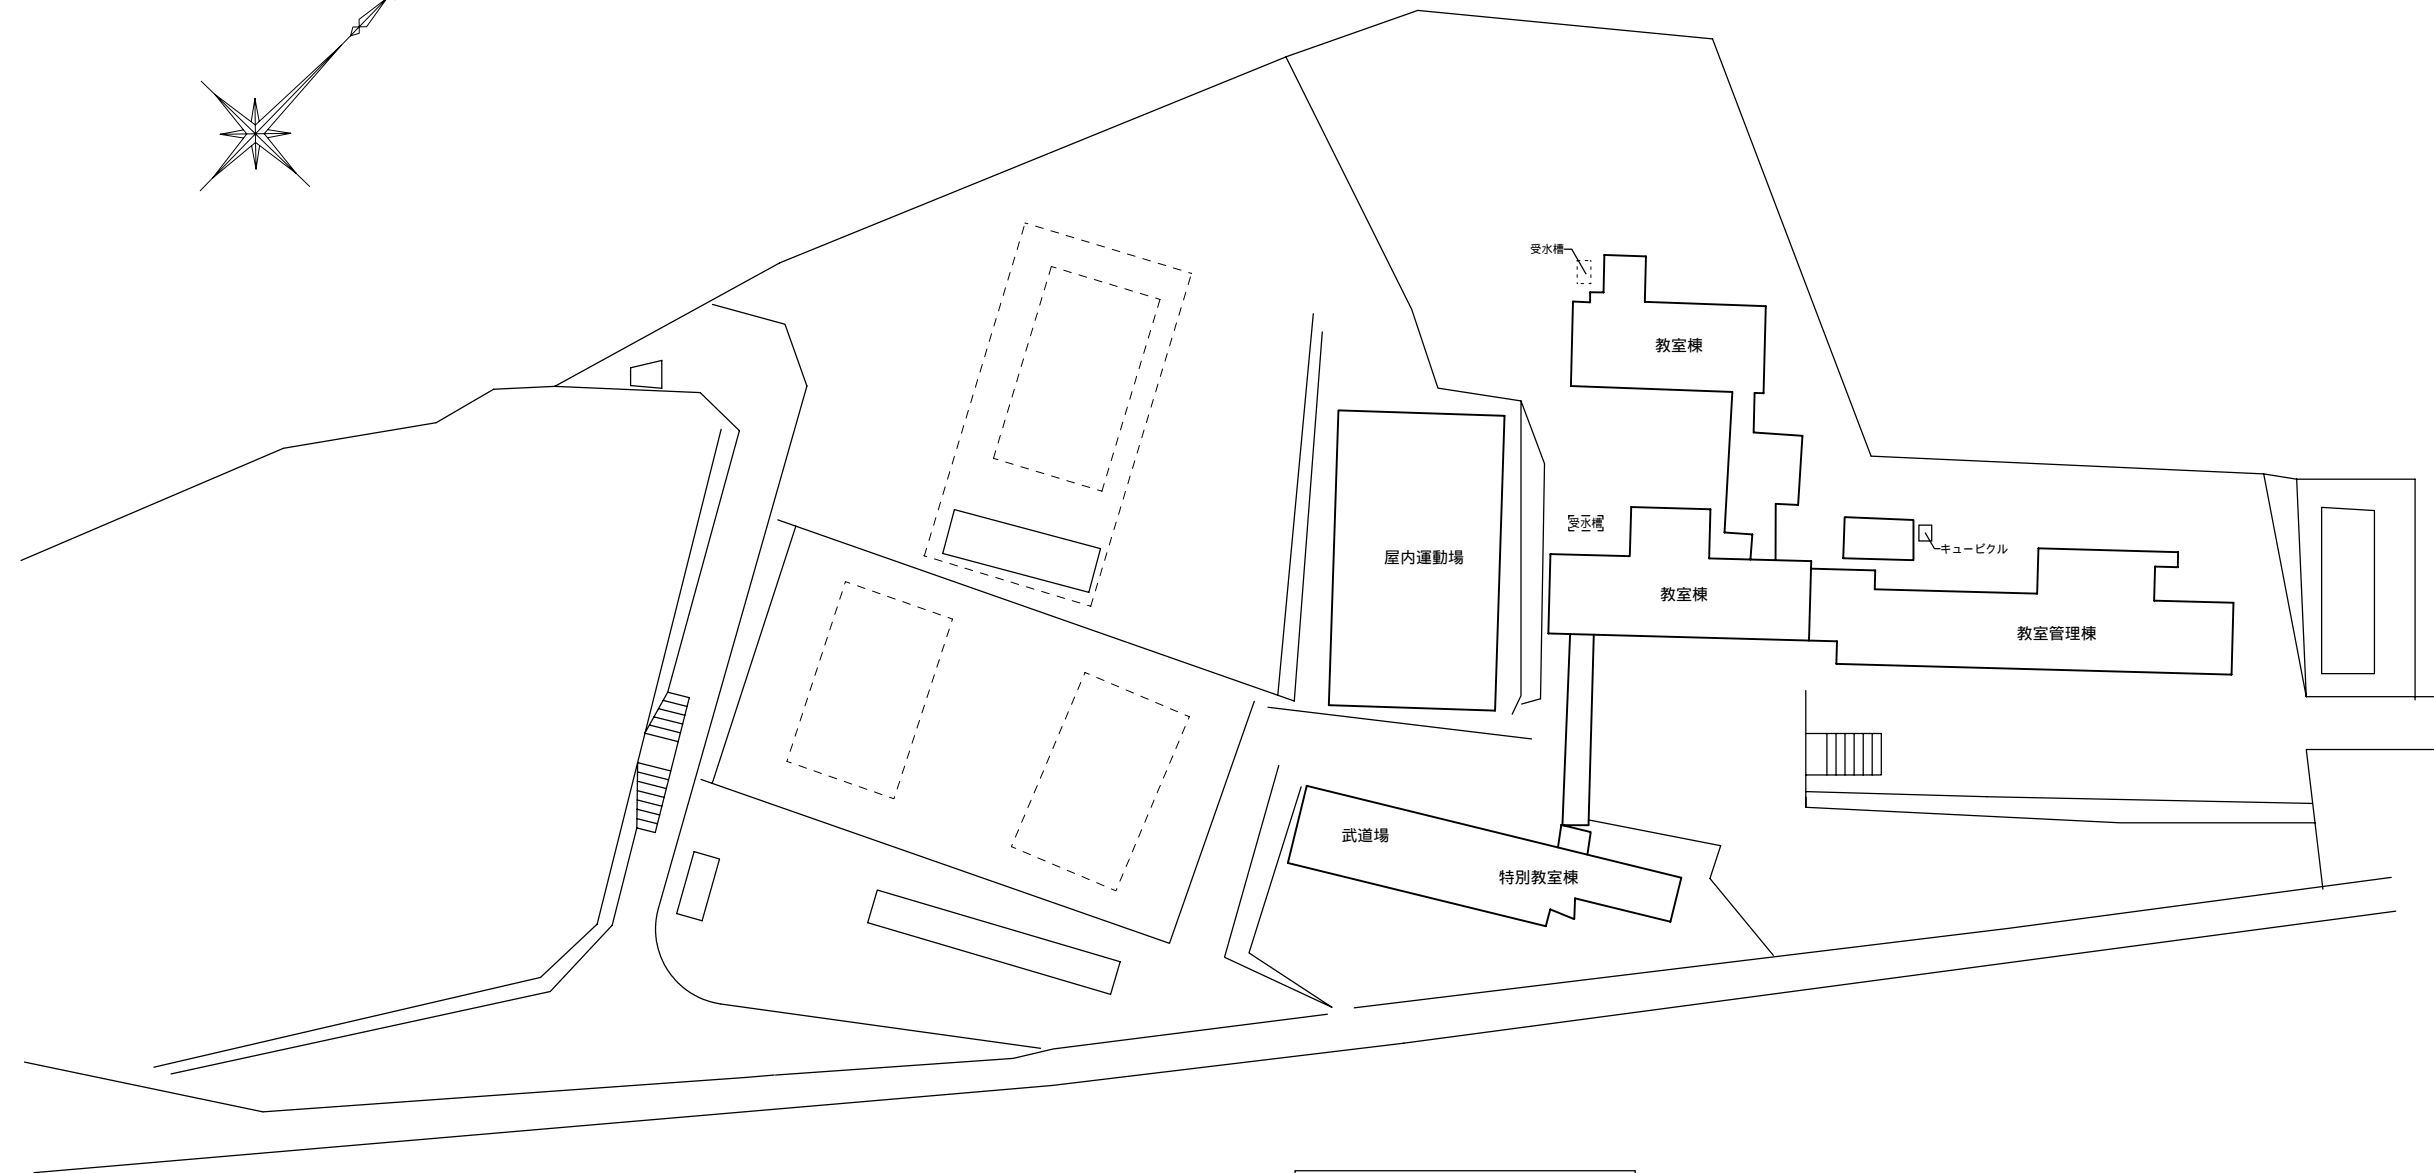 受水槽
教室棟
受水槽
キュービクル
屋内運動場
教室棟
教室管理棟
武道場
特別教室棟